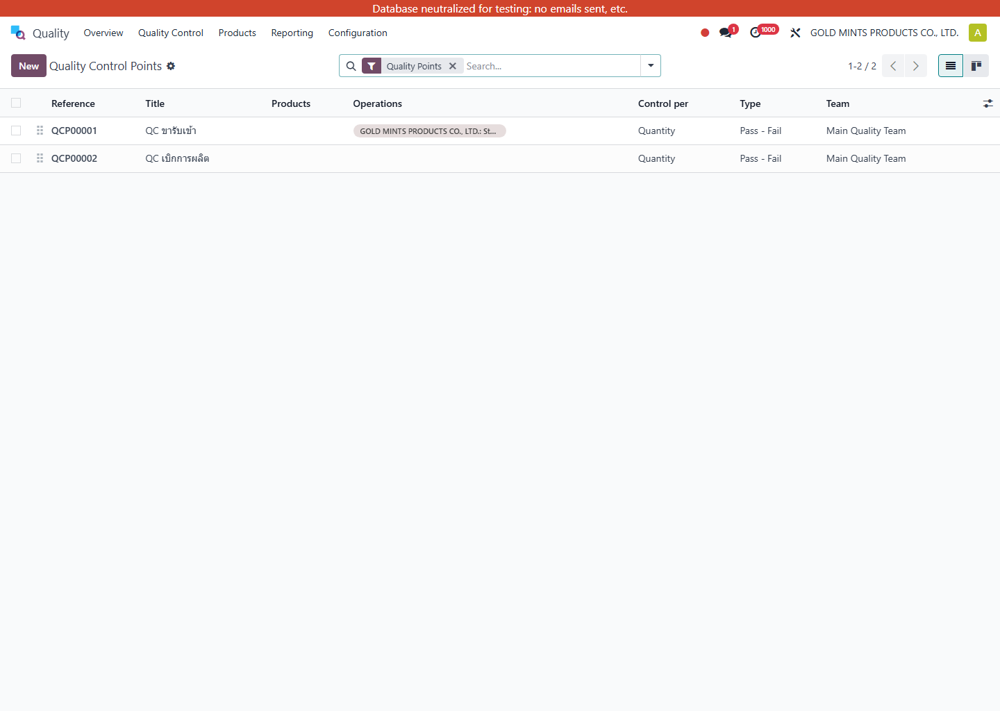 Database neutralized for testing: no emails sent, etc.
Quality Overview Quality Control Products Reporting Configuration 1 1000 GOLD MINTS PRODUCTS CO., LTD. A
New Quality Control Points Quality Points Search... 1-2 / 2
Reference Title Products Operations Control per Type Team
QCP00001 QC ขารับเข้า GOLD MINTS PRODUCTS CO., LTD.: St... Quantity Pass - Fail Main Quality Team
QCP00002 QC เบิกการผลิต Quantity Pass - Fail Main Quality Team